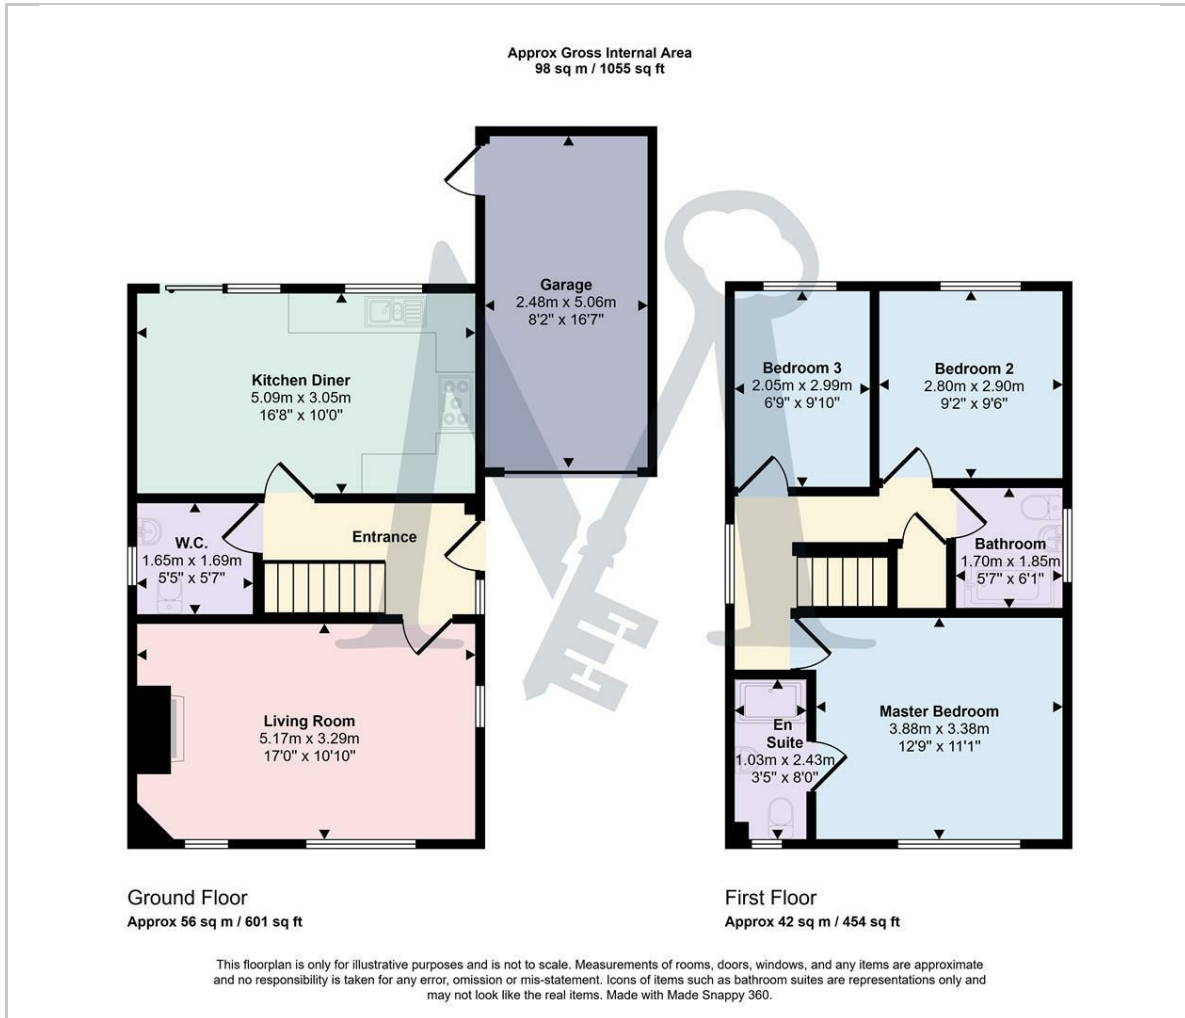 Approx Gross Internal Area
98 sq m / 1055 sq ft
Garage
2.48m x 5.06m
8'2" x 16'7"
Kitchen Diner
5.09m x 3.05m
16'8" x 10'0"
W.C.
1.65m x 1.69m
5'5" x 5'7"
Entrance
Living Room
5.17m x 3.29m
17'0" x 10'10"
Ground Floor
Approx 56 sq m / 601 sq ft
Bedroom 3
2.05m x 2.99m
6'9" x 9'10"
Bedroom 2
2.80m x 2.90m
9'2" x 9'6"
Bathroom
1.70m x 1.85m
5'7" x 6'1"
Master Bedroom
3.88m x 3.38m
12'9" x 11'1"
En
Suite
1.03m x 2.43m
3'5" x 8'0"
First Floor
Approx 42 sq m / 454 sq ft
This floorplan is only for illustrative purposes and is not to scale. Measurements of rooms, doors, windows, and any items are approximate
and no responsibility is taken for any error, omission or mis-statement. Icons of items such as bathroom suites are representations only and
may not look like the real items. Made with Made Snappy 360.